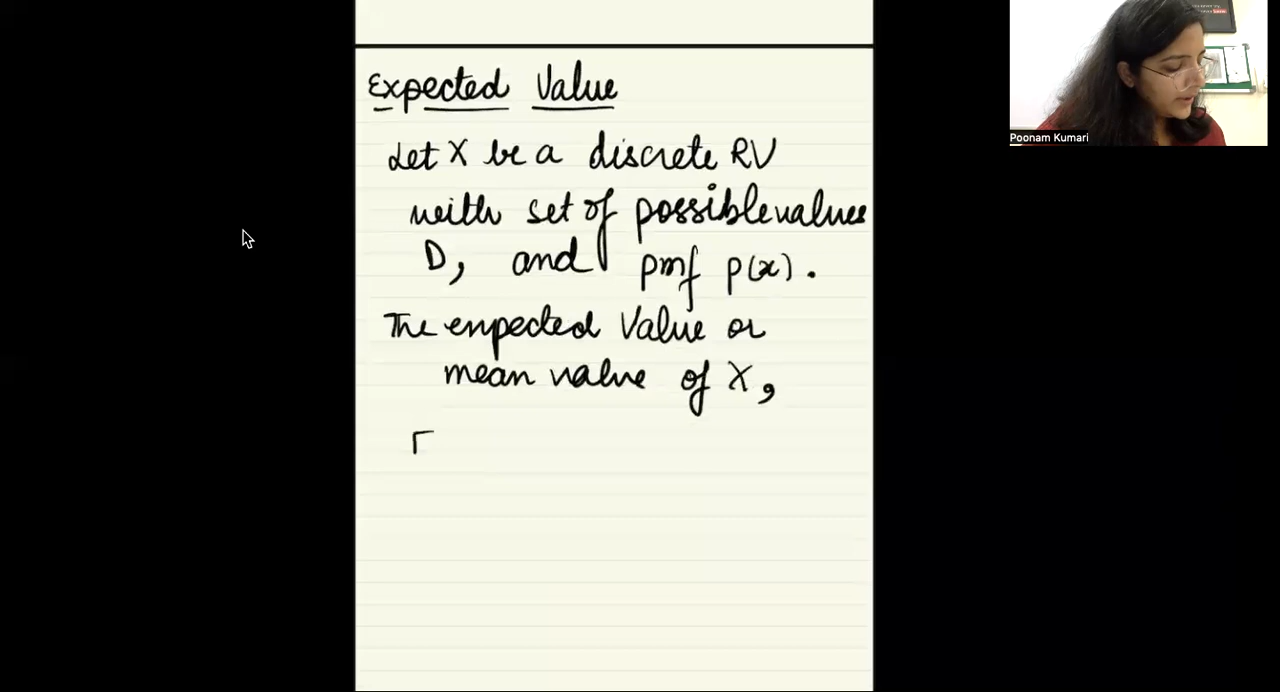 Expected Value
Let X be a discrete RV
with set of possible values
D, and pmf p(x).
The expected Value or
mean value of X,
Poonam Kumari